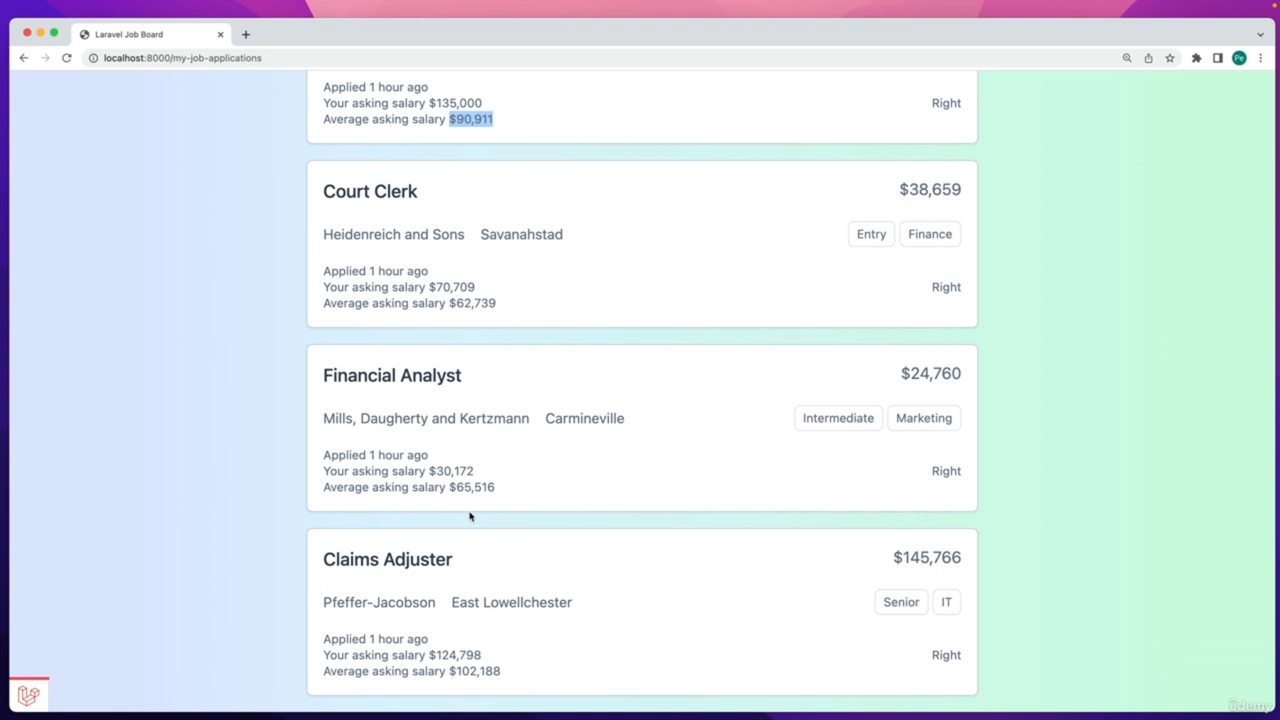 Laravel Job Board
localhost:8000/my-job-applications
Pe
Applied 1 hour ago
Your asking salary $135,000
Right
Average asking salary $90,911
Court Clerk
$38,659
Heidenreich and Sons Savanahstad
Entry Finance
Applied 1 hour ago
Your asking salary $70,709
Right
Average asking salary $62,739
Financial Analyst
$24,760
Mills, Daugherty and Kertzmann Carmineville
Intermediate Marketing
Applied 1 hour ago
Your asking salary $30,172
Right
Average asking salary $65,516
Claims Adjuster
$145,766
Pfeffer-Jacobson East Lowellchester
Senior IT
Applied 1 hour ago
Your asking salary $124,798
Right
Average asking salary $102,188
ûdemy